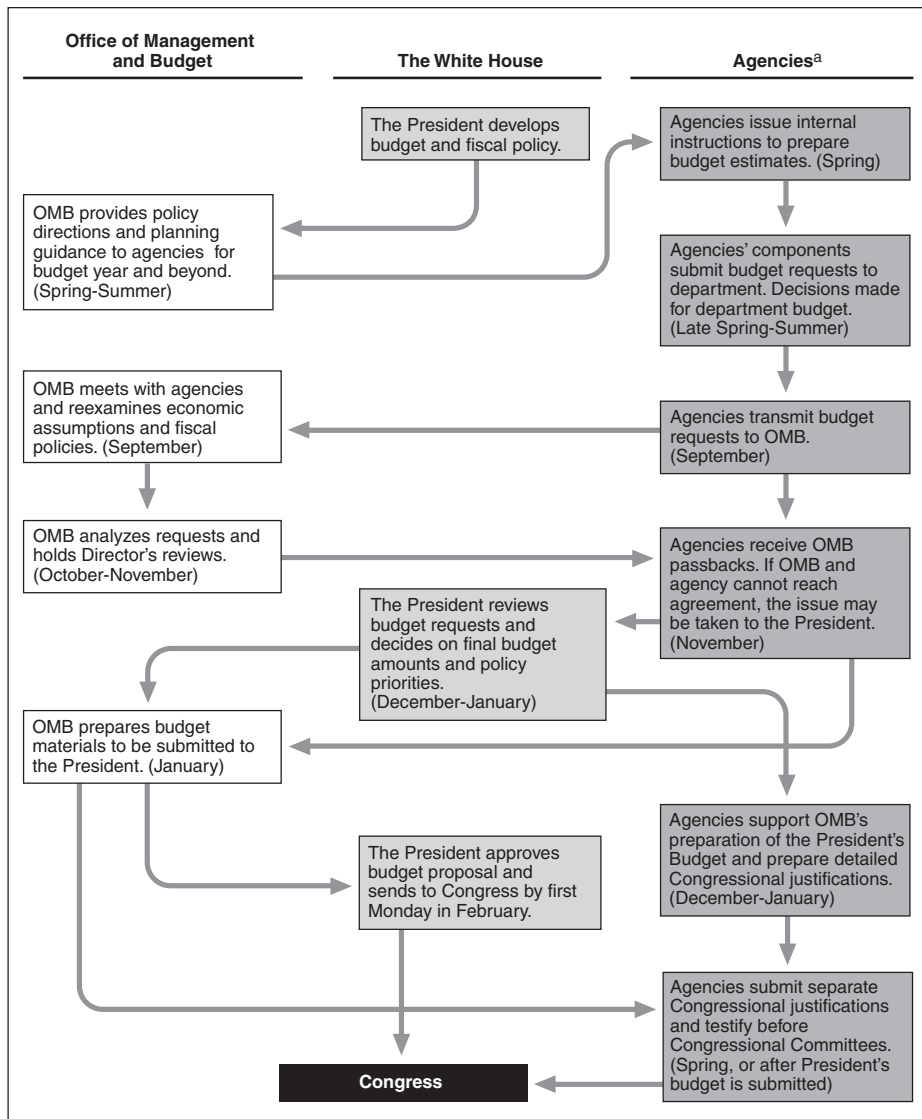 Office of Management
and Budget
The White House
Agenciesa
The President develops
budget and fiscal policy.
Agencies issue internal
instructions to prepare
budget estimates. (Spring)
OMB provides policy
directions and planning
guidance to agencies for
budget year and beyond.
(Spring-Summer)
Agencies’ components
submit budget requests to
department. Decisions made
for department budget.
(Late Spring-Summer)
OMB meets with agencies
and reexamines economic
assumptions and fiscal
policies. (September)
Agencies transmit budget
requests to OMB.
(September)
OMB analyzes requests and
holds Director’s reviews.
(October-November)
Agencies receive OMB
passbacks. If OMB and
agency cannot reach
agreement, the issue may
be taken to the President.
(November)
The President reviews
budget requests and
decides on final budget
amounts and policy
priorities.
(December-January)
OMB prepares budget
materials to be submitted to
the President. (January)
Agencies support OMB’s
preparation of the President’s
Budget and prepare detailed
Congressional justifications.
(December-January)
The President approves
budget proposal and
sends to Congress by first
Monday in February.
Agencies submit separate
Congressional justifications
and testify before
Congressional Committees.
(Spring, or after President’s
budget is submitted)
Congress